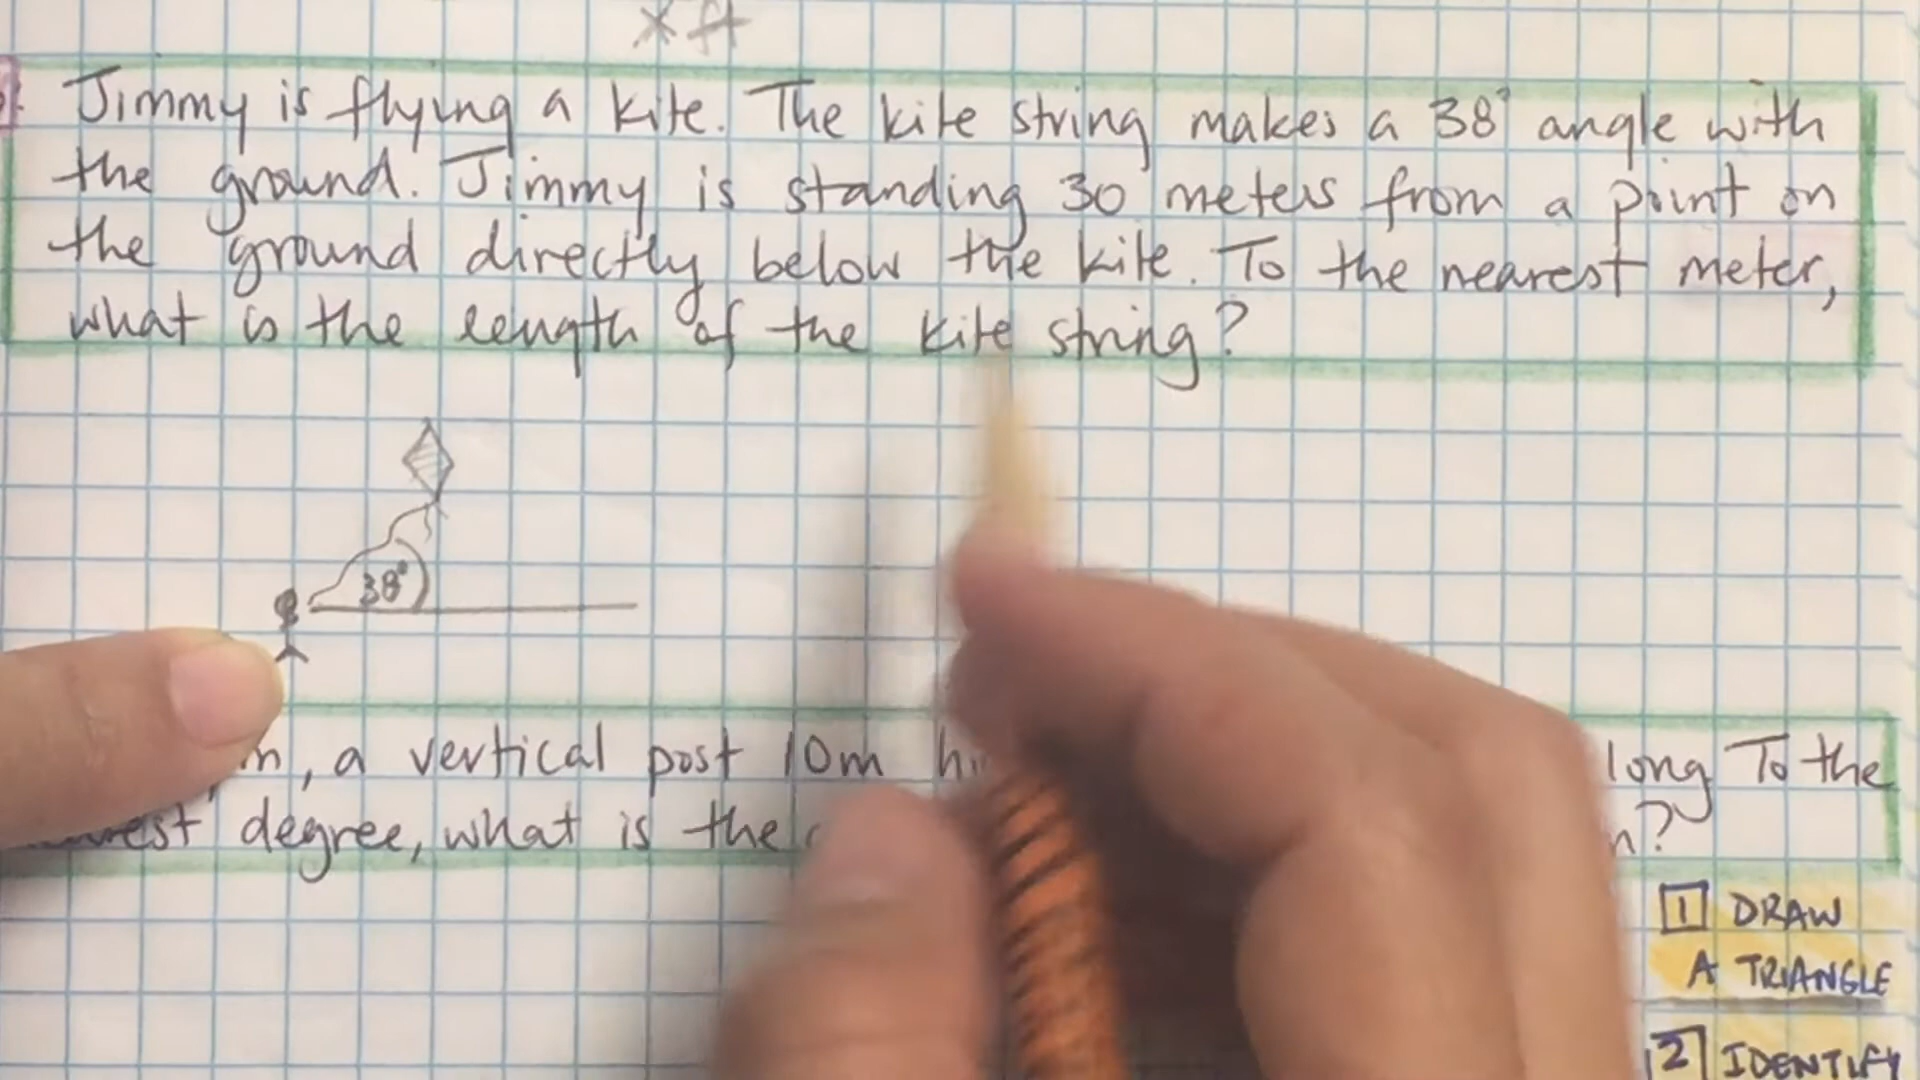 * ft
Jimmy is flying a kite. The kite string makes a 38° angle with
the ground. Jimmy is standing 30 meters from a point on
the ground directly below the kite. To the nearest meter,
what is the length of the kite string?
38°
, a vertical post 10m long To the
degree, what is the
1 DRAW
A TRIANGLE
2 IDENTIFY